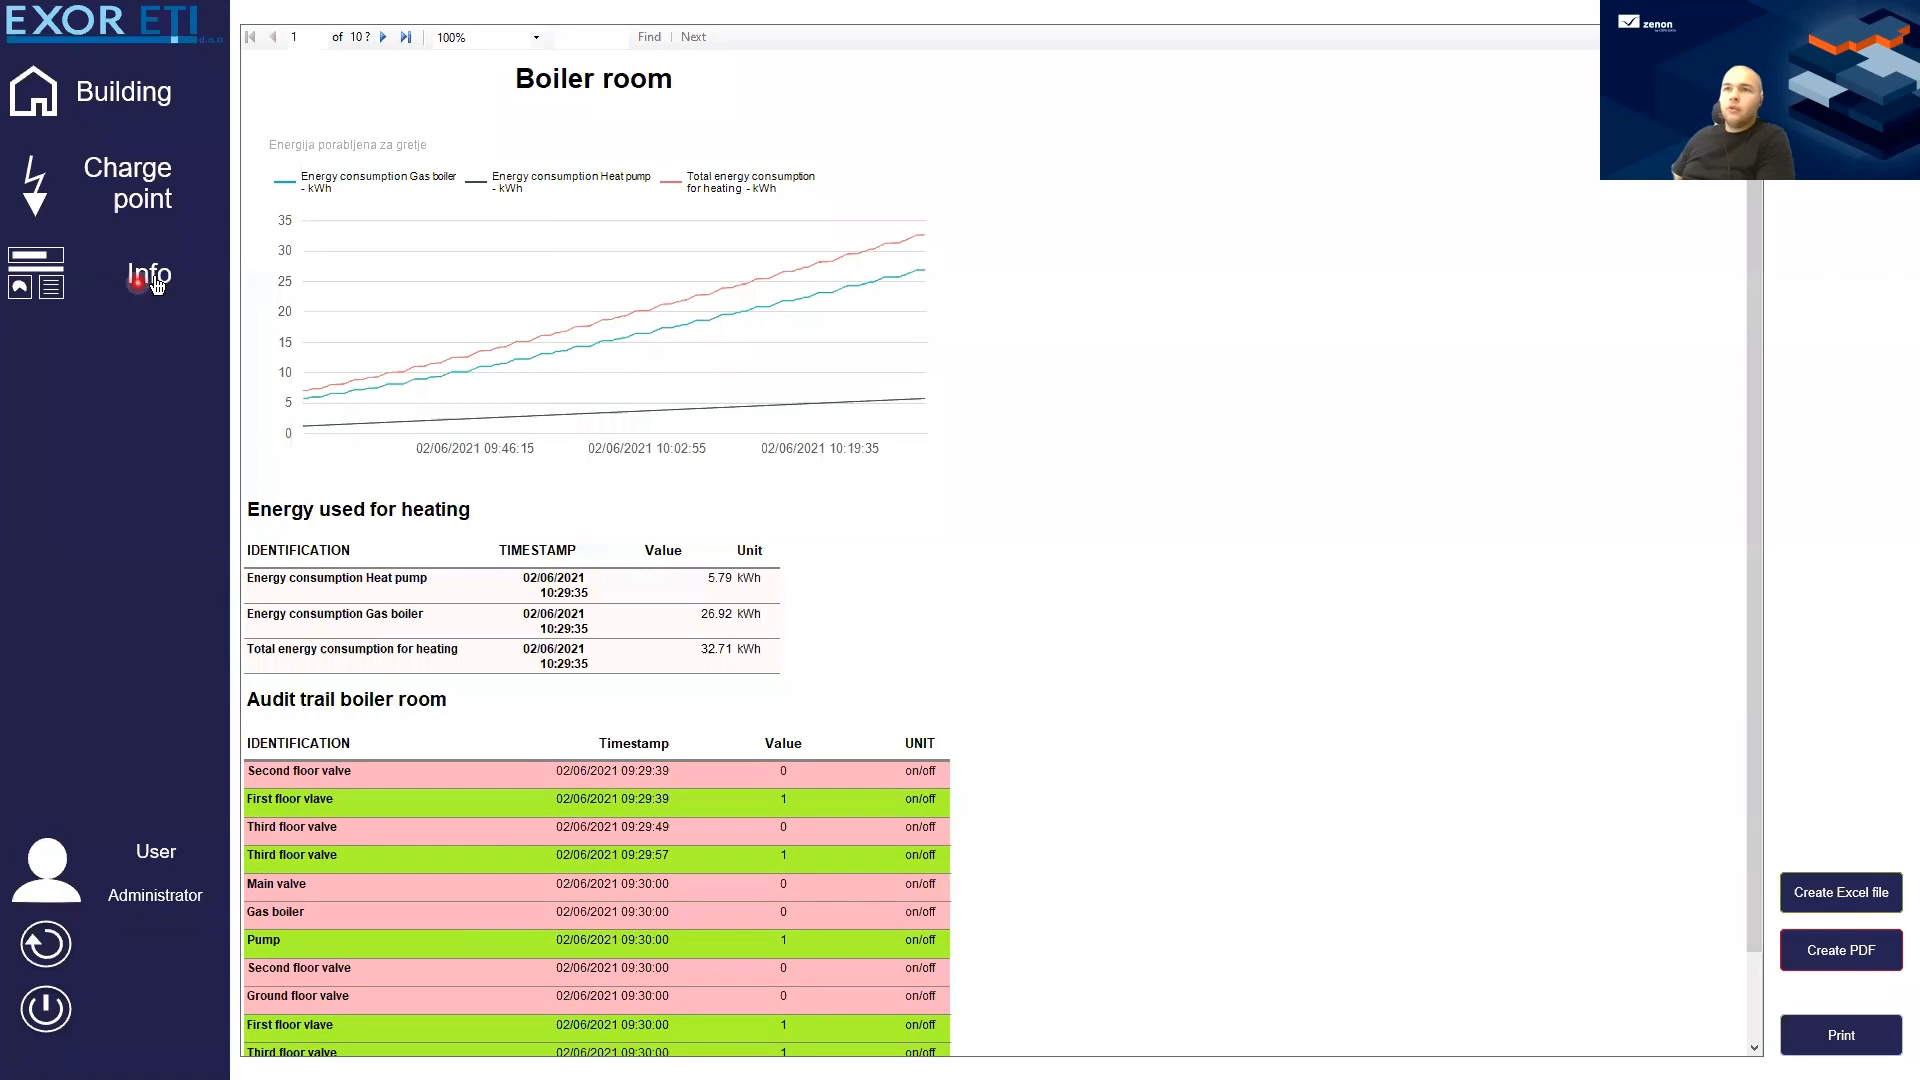 EXOR ETI
d.o.o
Building
Charge
point
Info
User
Administrator
1 of 10 ? 100% Find | Next
Boiler room
Energija porabljena za gretje
Energy consumption Gas boiler
- kWh
Energy consumption Heat pump
- kWh
Total energy consumption
for heating - kWh
35
30
25
20
15
10
5
0
02/06/2021 09:46:15 02/06/2021 10:02:55 02/06/2021 10:19:35
Energy used for heating
IDENTIFICATION TIMESTAMP Value Unit
Energy consumption Heat pump 02/06/2021 5.79 kWh
10:29:35
Energy consumption Gas boiler 02/06/2021 26.92 kWh
10:29:35
Total energy consumption for heating 02/06/2021 32.71 kWh
10:29:35
Audit trail boiler room
IDENTIFICATION Timestamp Value UNIT
Second floor valve 02/06/2021 09:29:39 0 on/off
First floor vlave 02/06/2021 09:29:39 1 on/off
Third floor valve 02/06/2021 09:29:49 0 on/off
Third floor valve 02/06/2021 09:29:57 1 on/off
Main valve 02/06/2021 09:30:00 0 on/off
Gas boiler 02/06/2021 09:30:00 0 on/off
Pump 02/06/2021 09:30:00 1 on/off
Second floor valve 02/06/2021 09:30:00 0 on/off
Ground floor valve 02/06/2021 09:30:00 0 on/off
First floor vlave 02/06/2021 09:30:00 1 on/off
Third floor valve 02/06/2021 09:30:00 1 on/off
zenon
Create Excel file
Create PDF
Print